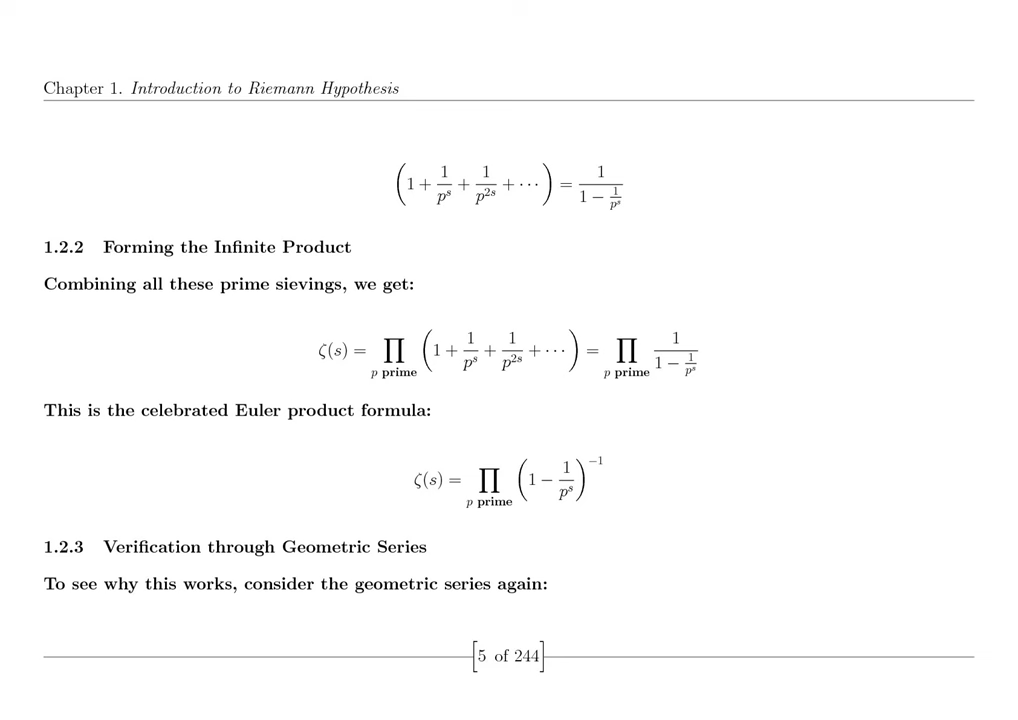 Chapter 1. Introduction to Riemann Hypothesis
(1 + 1/p^s + 1/p^{2s} + ⋯) = 1/(1 − 1/p^s)
1.2.2 Forming the Infinite Product
Combining all these prime sievings, we get:
ζ(s) = ∏_{p prime} (1 + 1/p^s + 1/p^{2s} + ⋯) = ∏_{p prime} 1/(1 − 1/p^s)
This is the celebrated Euler product formula:
ζ(s) = ∏_{p prime} (1 − 1/p^s)^{−1}
1.2.3 Verification through Geometric Series
To see why this works, consider the geometric series again:
[5 of 244]